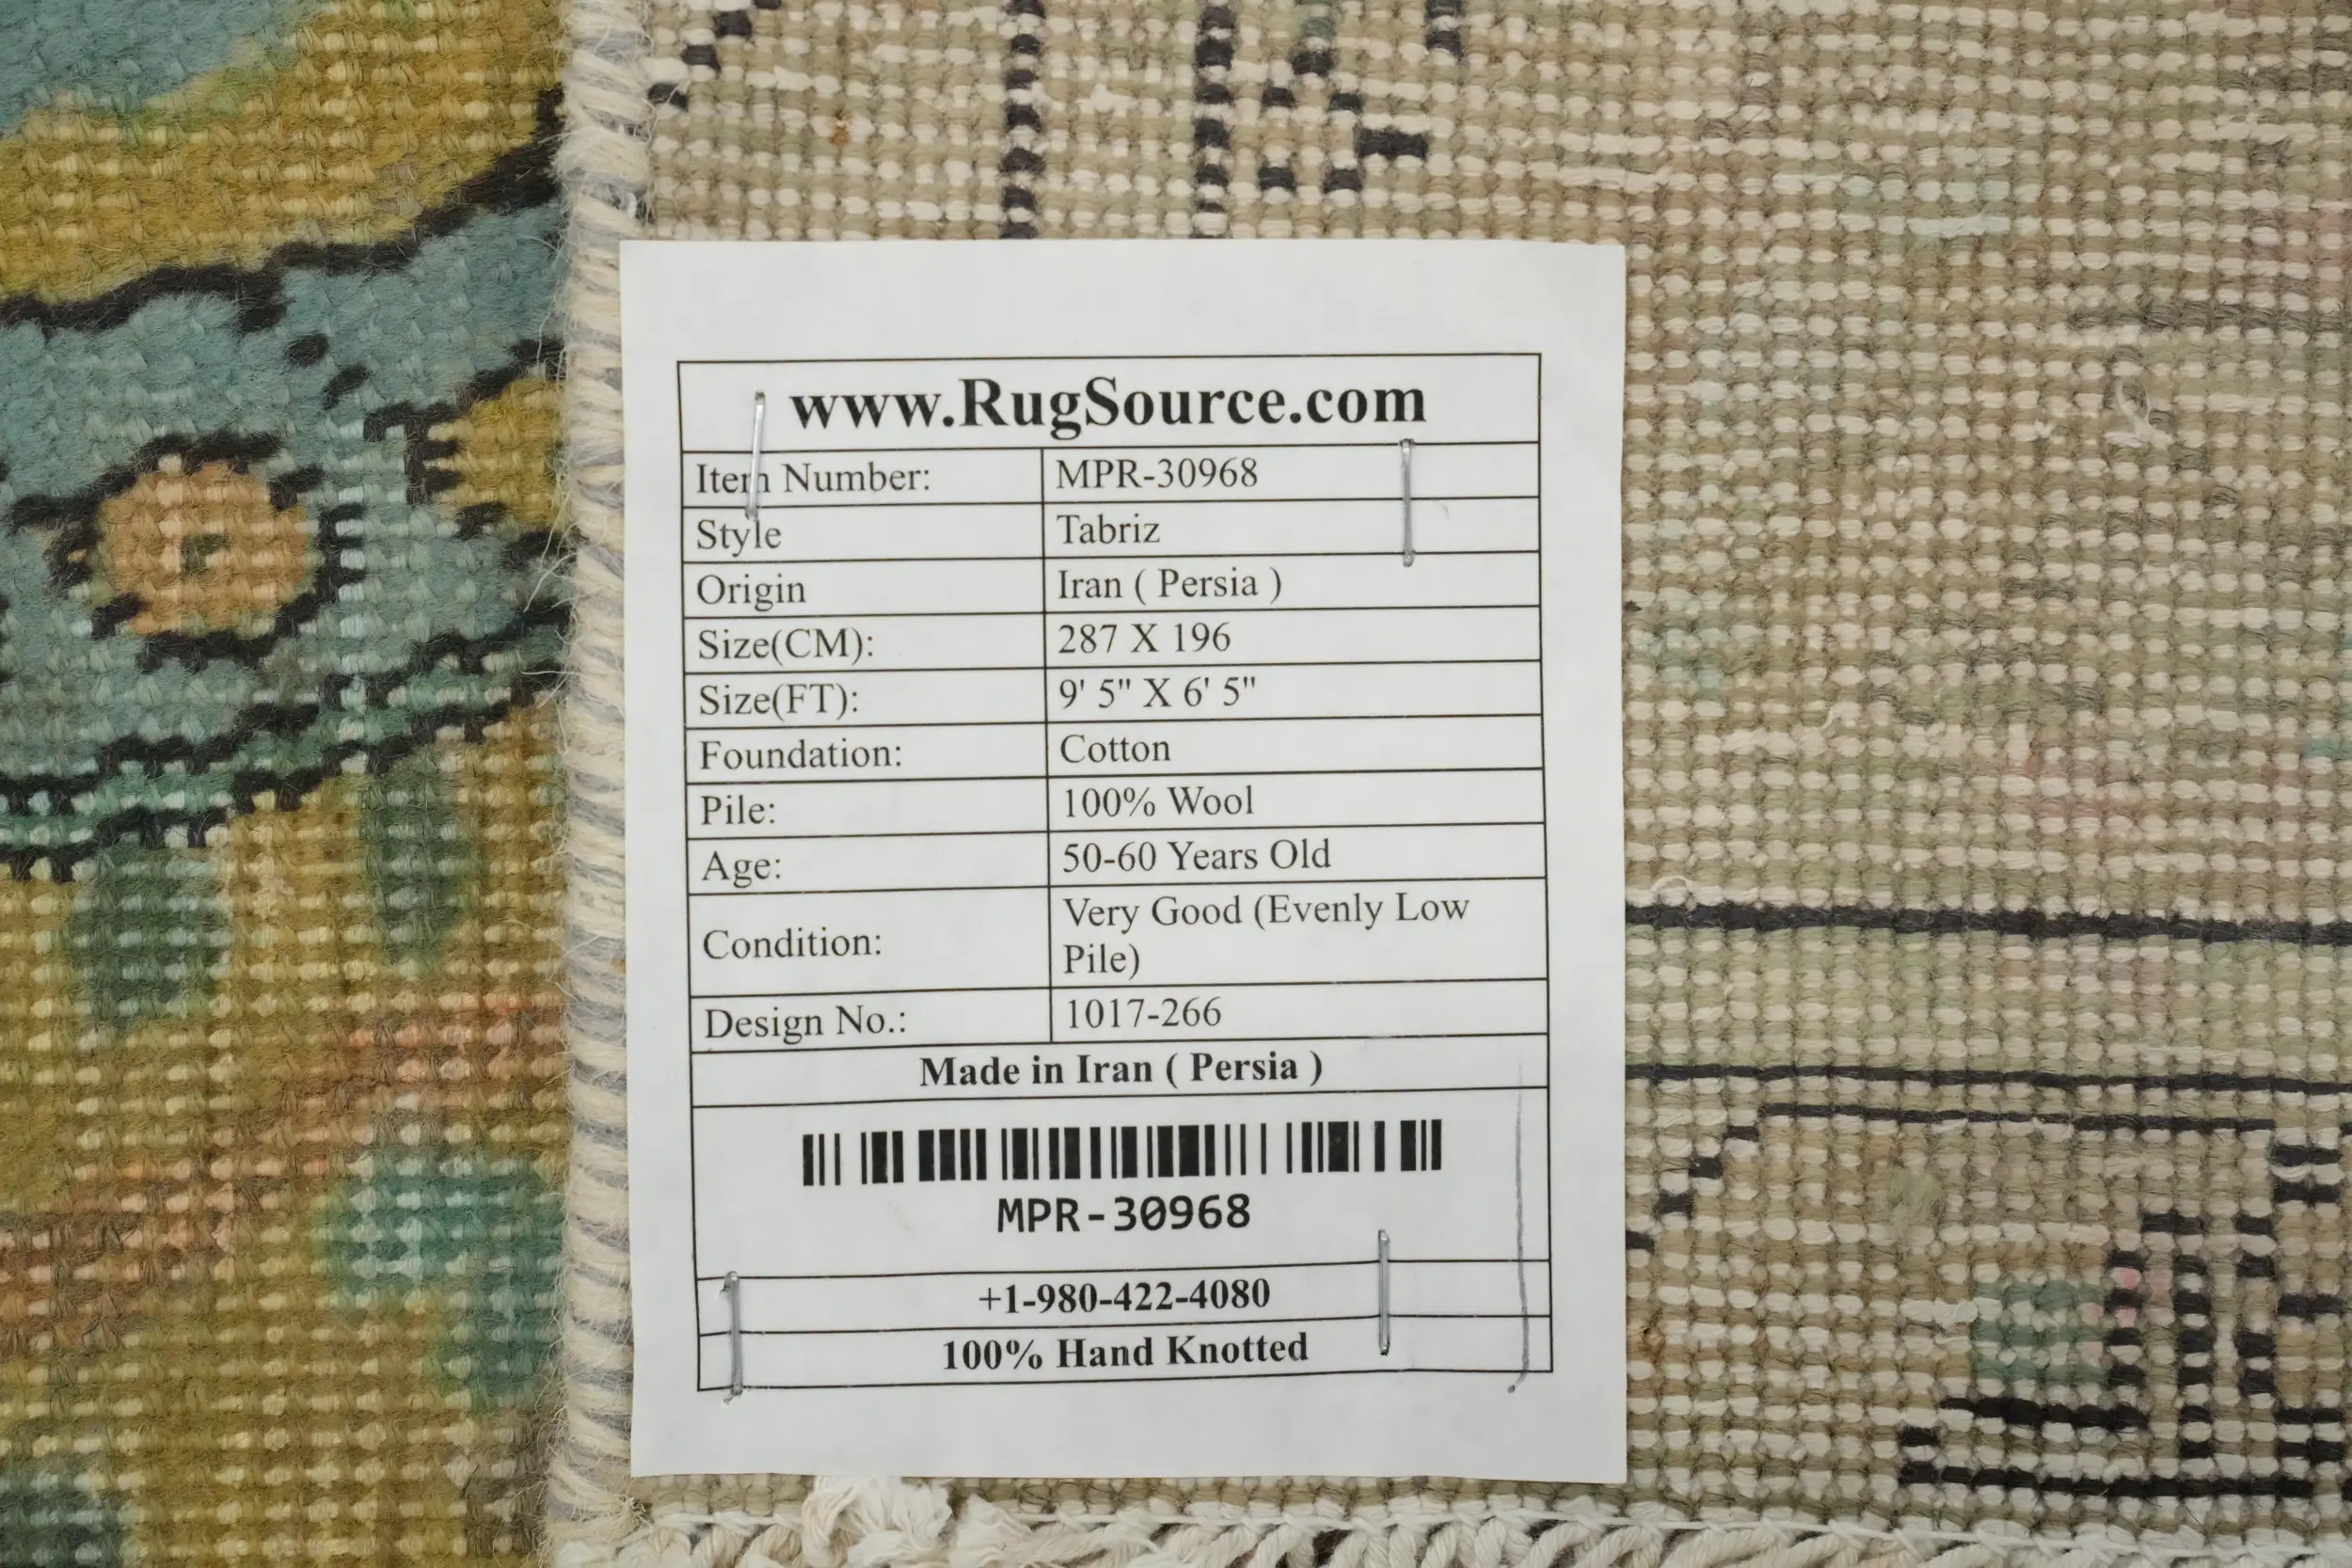 www.RugSource.com
Item Number: MPR-30968
Style Tabriz
Origin Iran ( Persia )
Size(CM): 287 X 196
Size(FT): 9' 5" X 6' 5"
Foundation: Cotton
Pile: 100% Wool
Age: 50-60 Years Old
Condition: Very Good (Evenly Low
Pile)
Design No.: 1017-266
Made in Iran ( Persia )
MPR-30968
+1-980-422-4080
100% Hand Knotted